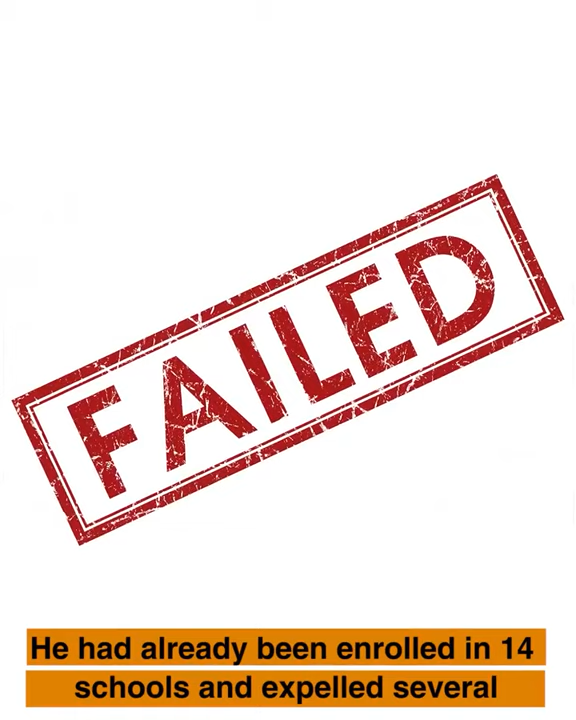 FAILED
He had already been enrolled in 14
schools and expelled several